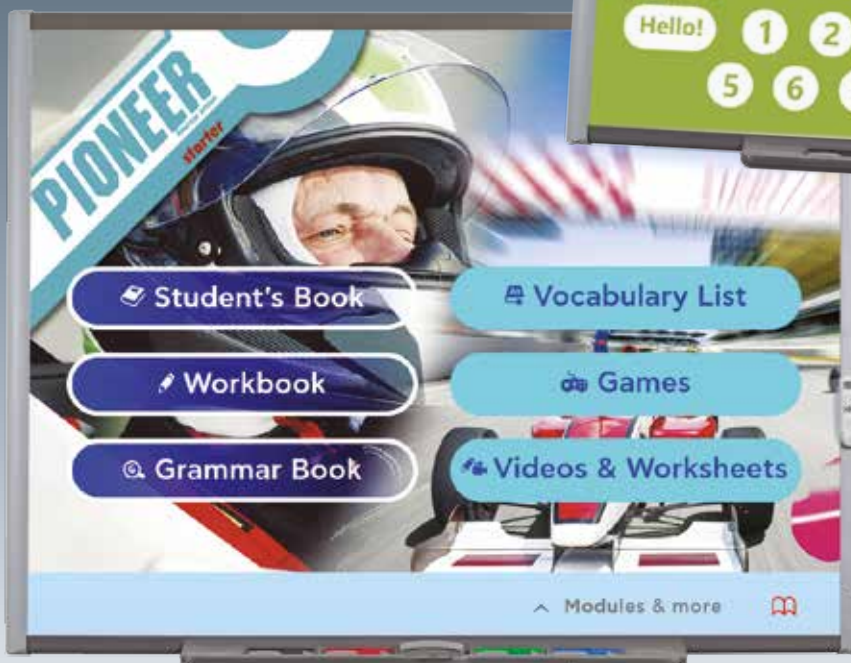 Hello! 1 2
5 6
PIONEER
starter
Student's Book
Vocabulary List
Workbook
Games
Grammar Book
Videos & Worksheets
Modules & more